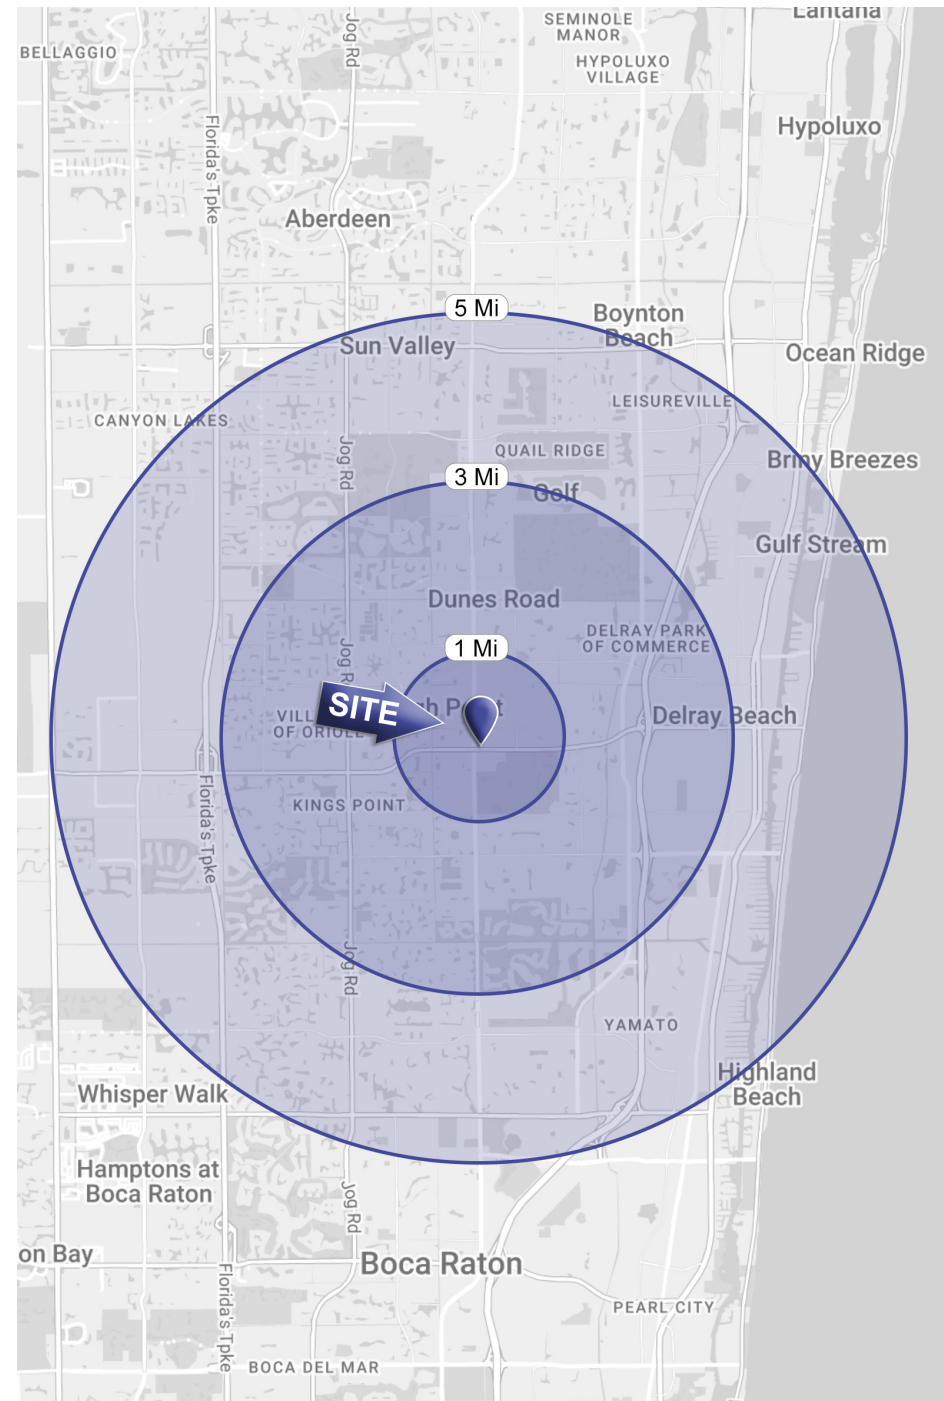 Lantana
SEMINOLE
MANOR
BELLAGGIO
Jog Rd
HYPOLUXO
VILLAGE
Hypoluxo
Florida's Tpke
Aberdeen
5 Mi
Boynton
Beach
Sun Valley
Ocean Ridge
LEISUREVILLE
CANYON LAKES
QUAIL RIDGE
Jog Rd
Briny Breezes
3 Mi
Golf
Gulf Stream
Dunes Road
DELRAY PARK
OF COMMERCE
1 Mi
Jog R
SITE
gh Point
VILL
OF ORIOLE
Delray Beach
Florida's Tpke
KINGS POINT
Jog Rd
YAMATO
Highland
Beach
Whisper Walk
Hamptons at
Boca Raton
Jog Rd
on Bay
Boca Raton
Florida's Tpke
PEARL CITY
BOCA DEL MAR